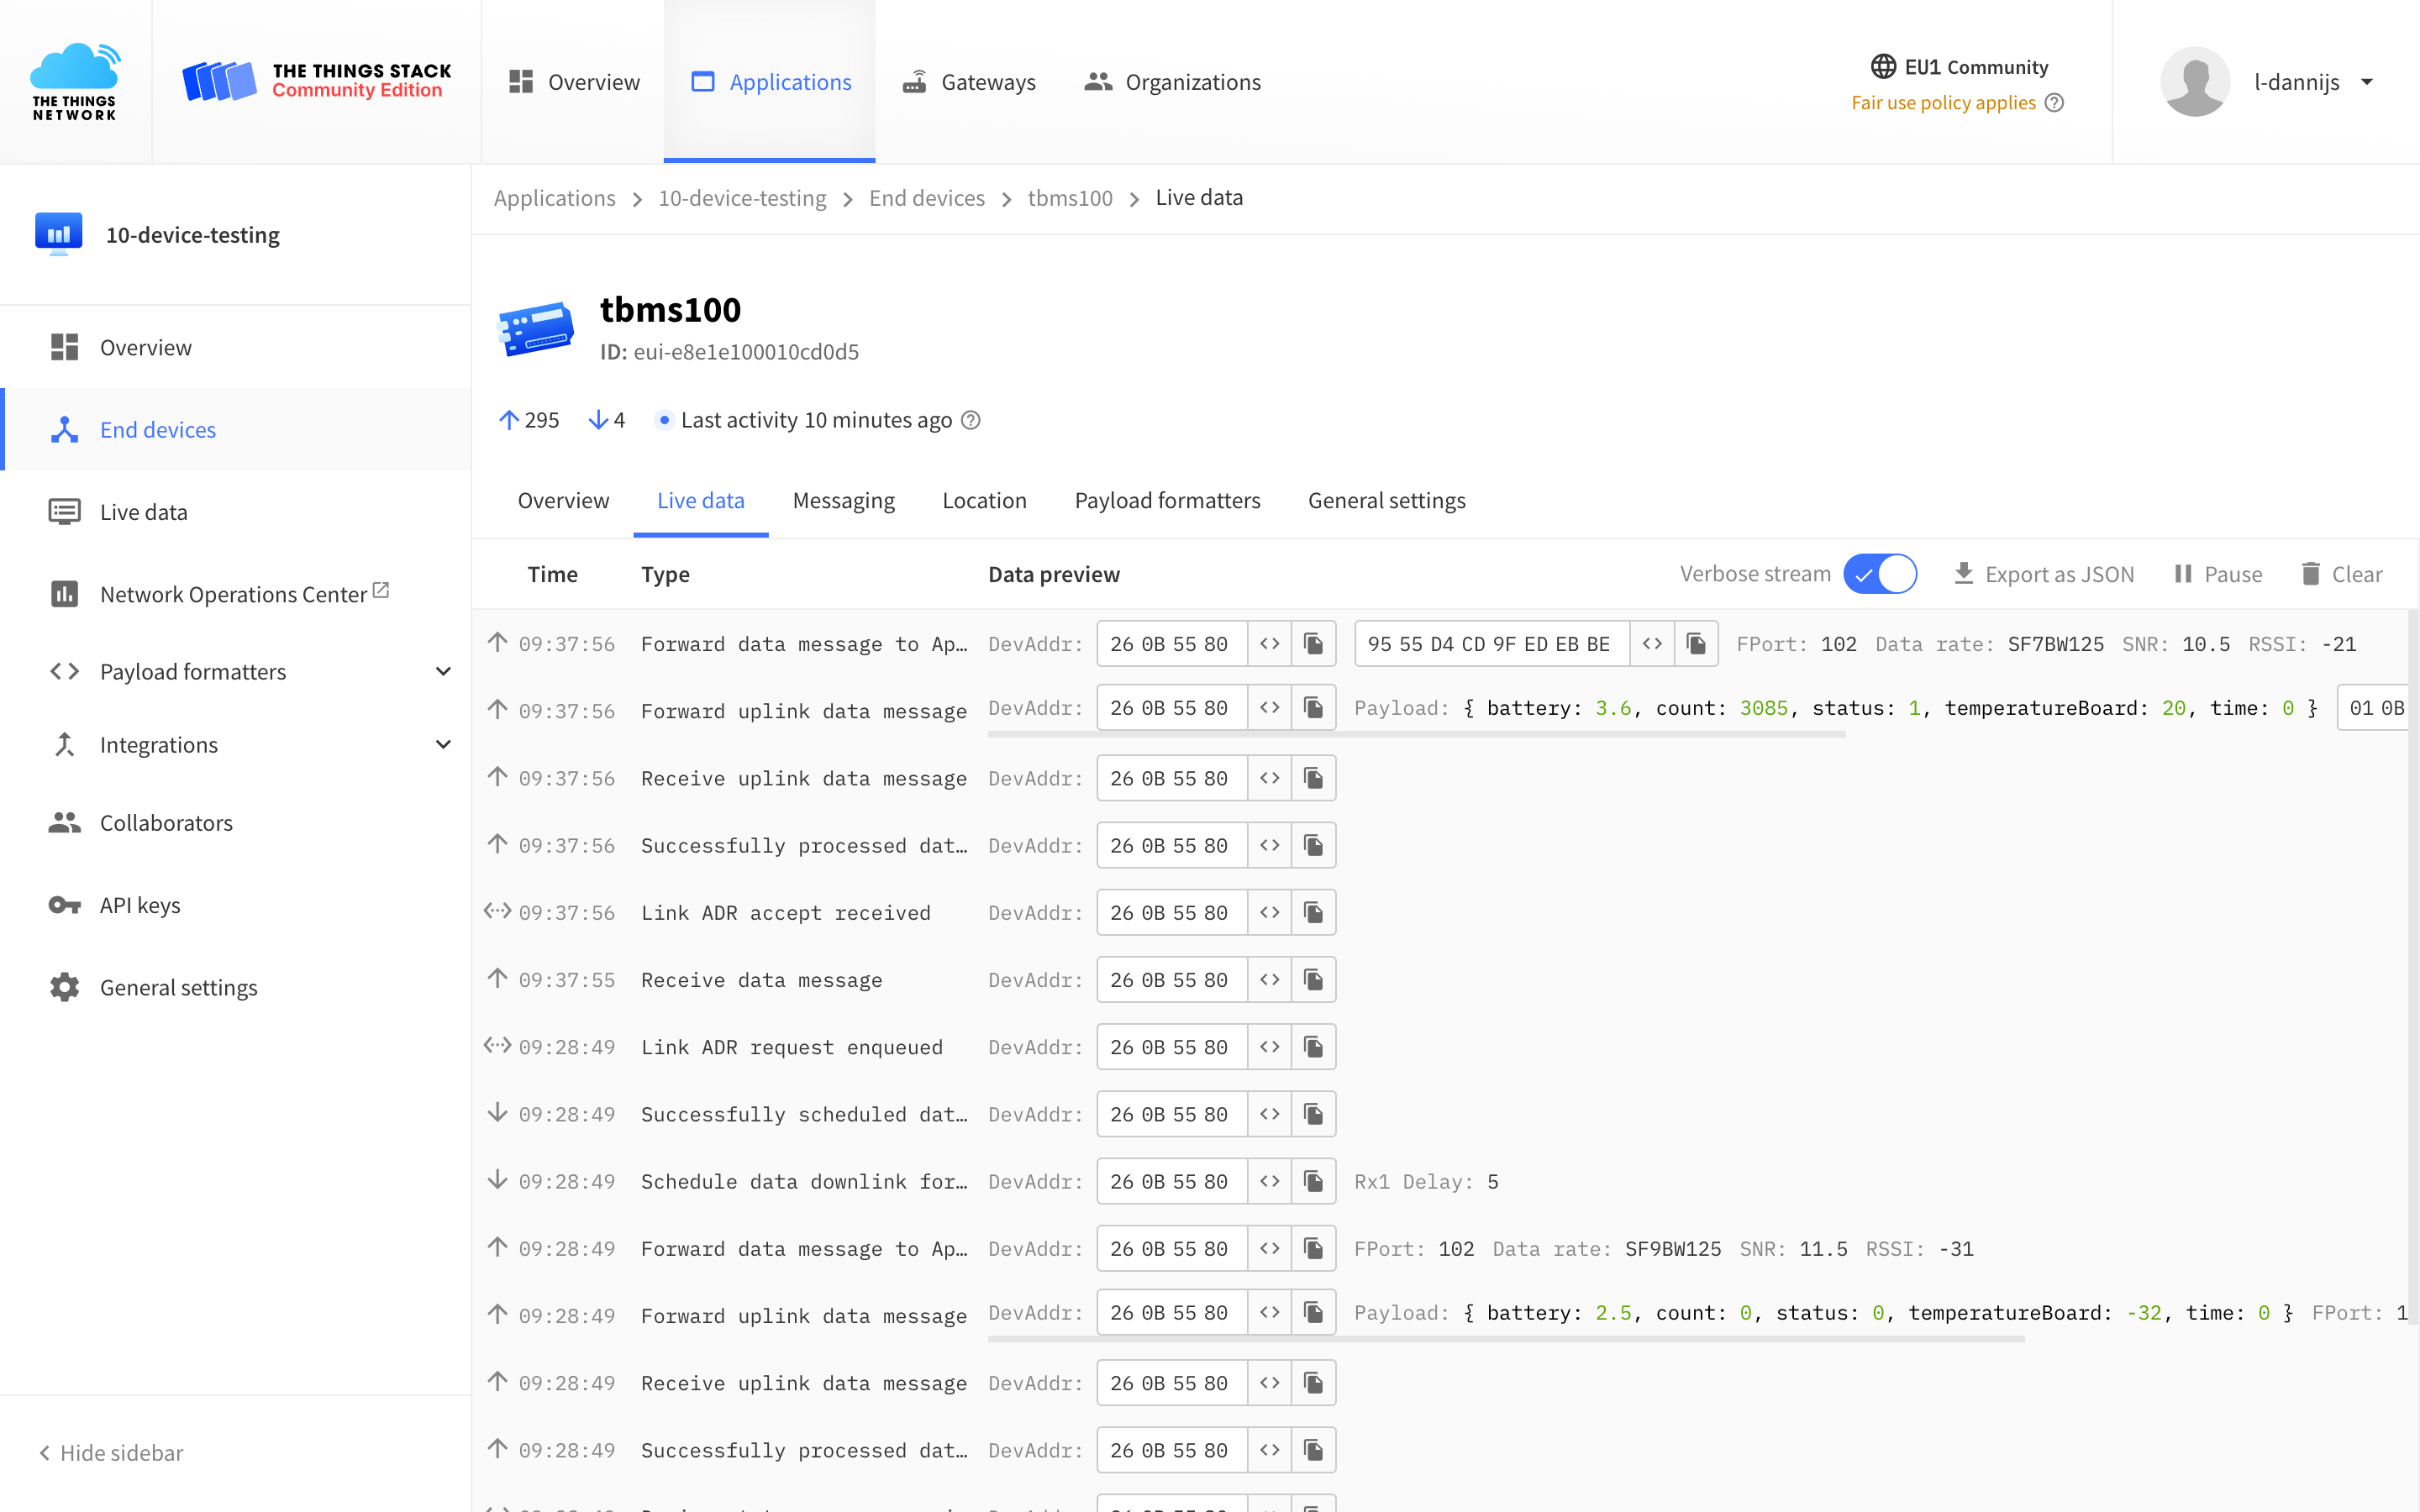 THE THINGS NETWORK
THE THINGS STACK
Community Edition
Overview
Applications
Gateways
Organizations
EU1 Community
Fair use policy applies
l-dannijs
10-device-testing
Overview
End devices
Live data
Network Operations Center
Payload formatters
Integrations
Collaborators
API keys
General settings
Hide sidebar
Applications > 10-device-testing > End devices > tbms100 > Live data
tbms100
ID: eui-e8e1e100010cd0d5
295 4 Last activity 10 minutes ago
Overview Live data Messaging Location Payload formatters General settings
Time Type Data preview Verbose stream Export as JSON Pause Clear
09:37:56 Forward data message to Ap… DevAddr: 26 0B 55 80 95 55 D4 CD 9F ED EB BE FPort: 102 Data rate: SF7BW125 SNR: 10.5 RSSI: -21
09:37:56 Forward uplink data message DevAddr: 26 0B 55 80 Payload: { battery: 3.6, count: 3085, status: 1, temperatureBoard: 20, time: 0 } 01 0B
09:37:56 Receive uplink data message DevAddr: 26 0B 55 80
09:37:56 Successfully processed dat… DevAddr: 26 0B 55 80
09:37:56 Link ADR accept received DevAddr: 26 0B 55 80
09:37:55 Receive data message DevAddr: 26 0B 55 80
09:28:49 Link ADR request enqueued DevAddr: 26 0B 55 80
09:28:49 Successfully scheduled dat… DevAddr: 26 0B 55 80
09:28:49 Schedule data downlink for… DevAddr: 26 0B 55 80 Rx1 Delay: 5
09:28:49 Forward data message to Ap… DevAddr: 26 0B 55 80 FPort: 102 Data rate: SF9BW125 SNR: 11.5 RSSI: -31
09:28:49 Forward uplink data message DevAddr: 26 0B 55 80 Payload: { battery: 2.5, count: 0, status: 0, temperatureBoard: -32, time: 0 } FPort: 1
09:28:49 Receive uplink data message DevAddr: 26 0B 55 80
09:28:49 Successfully processed dat… DevAddr: 26 0B 55 80